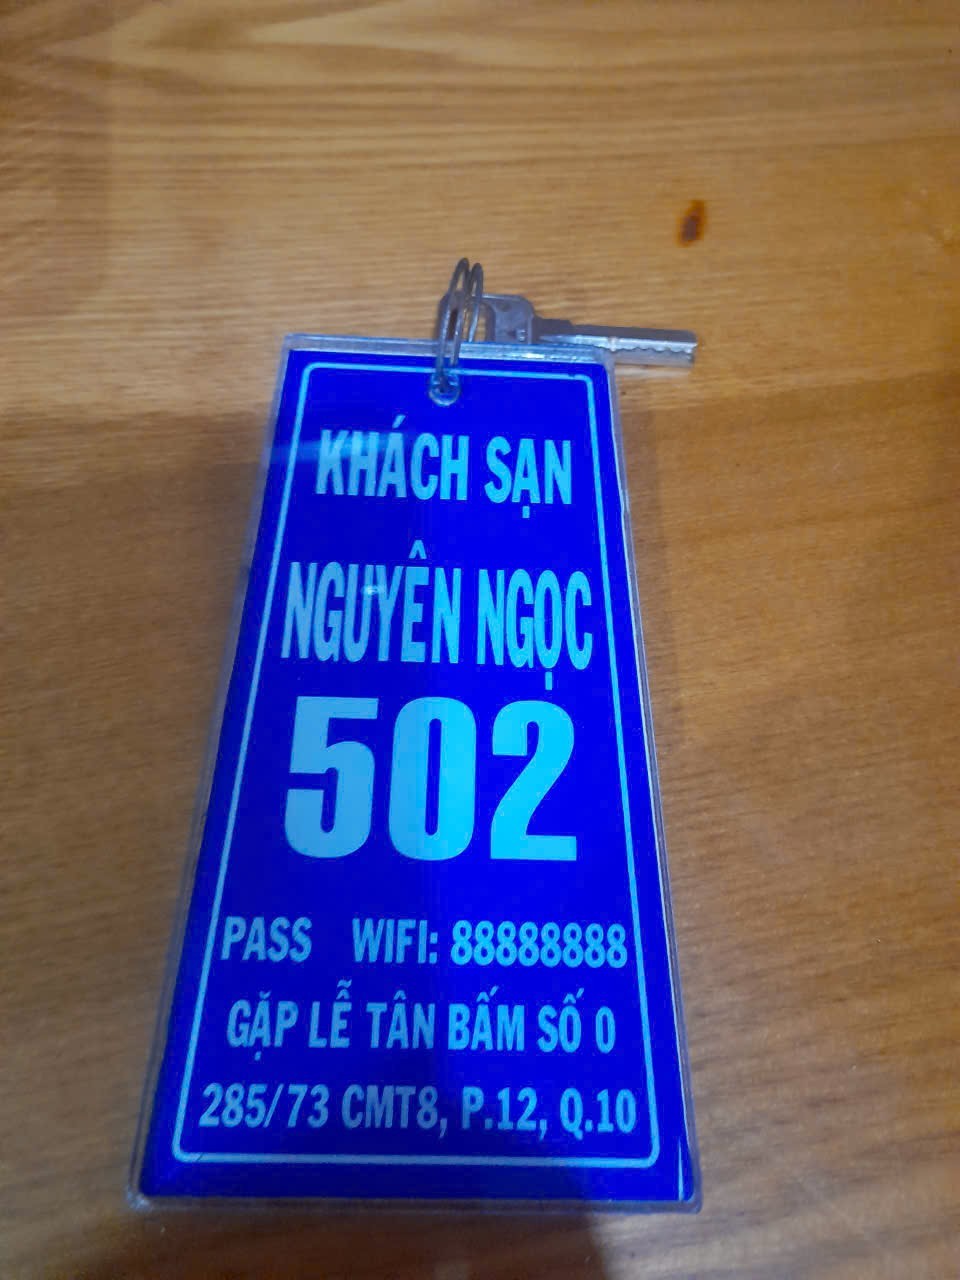 KHÁCH SẠN
NGUYÊN NGỌC
502
PASS WIFI: 88888888
GẶP LỄ TÂN BẤM SỐ 0
285/73 CMT8, P.12, Q.10